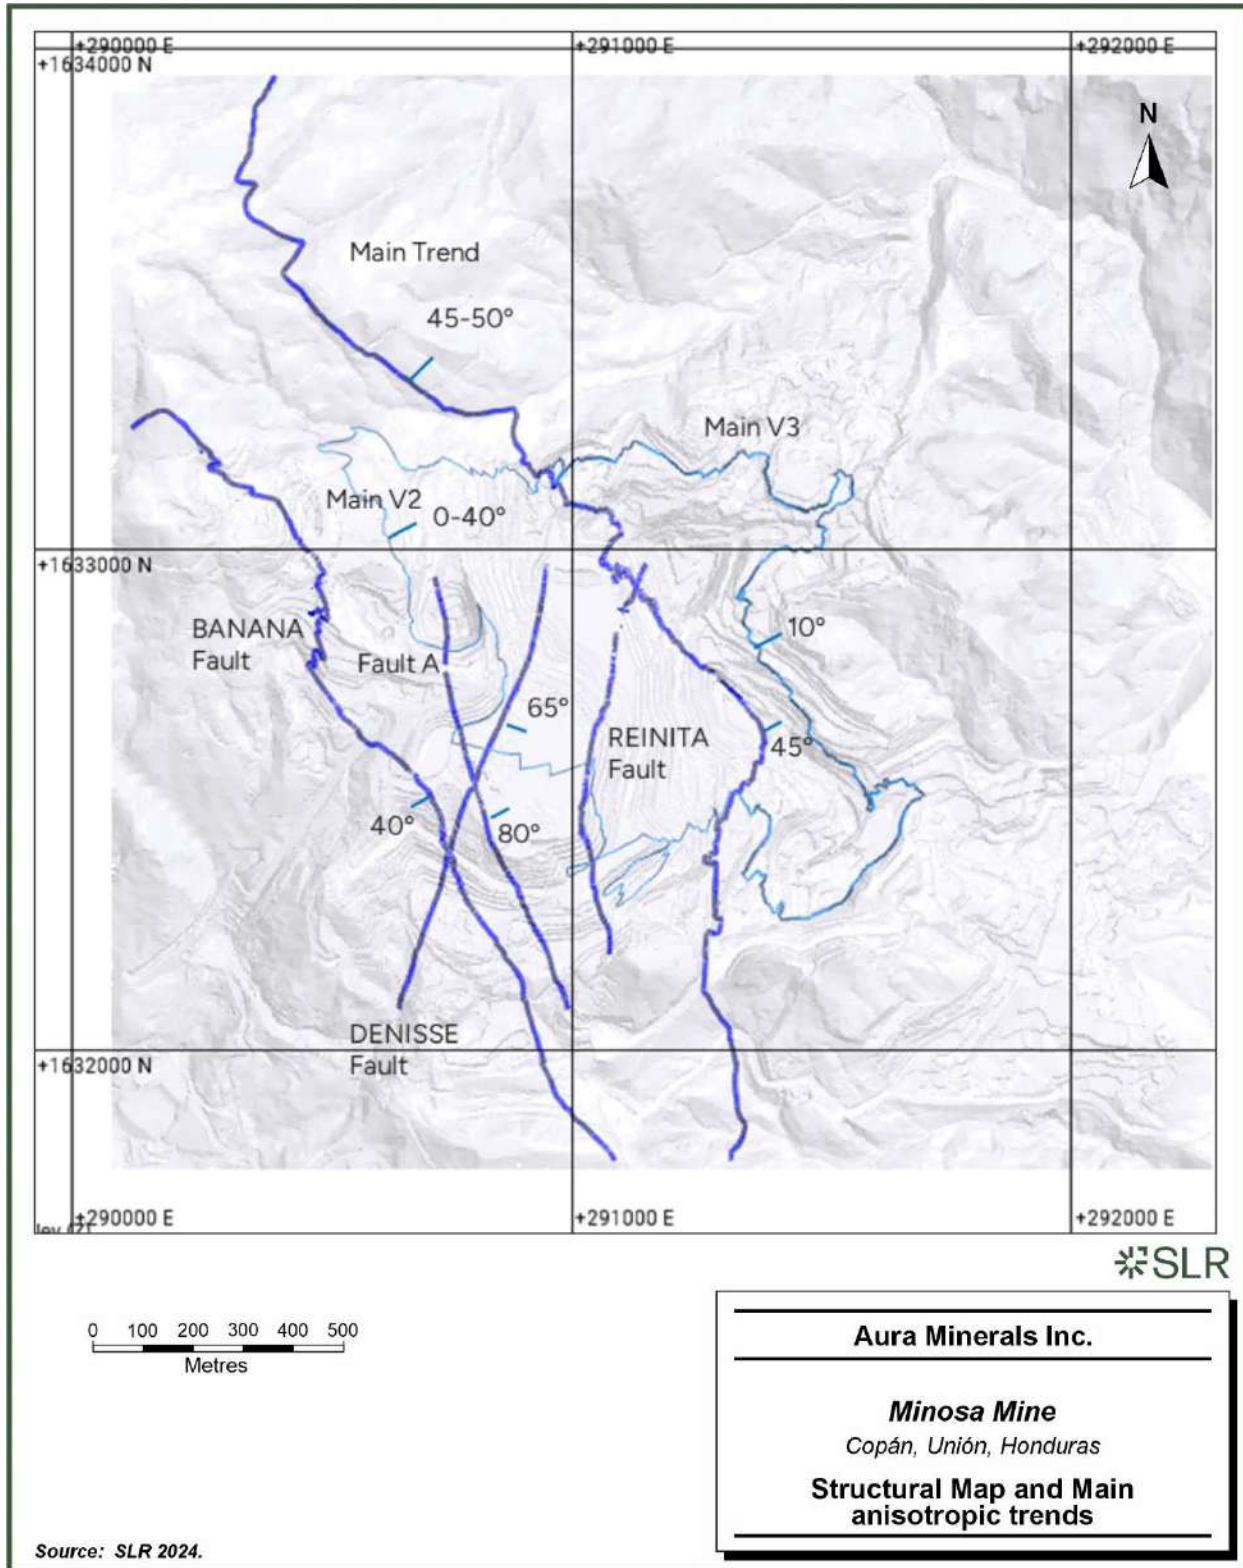 +290000 E
+291000 E
+292000 E
+1634000 N
N
Main Trend
45-50°
Main V3
Main V2
0-40°
+1633000 N
BANANA
Fault
Fault A
10°
65°
REINITA
Fault
45°
40°
80°
DENISSE
Fault
+1632000 N
+290000 E
+291000 E
+292000 E
SLR
0 100 200 300 400 500
Metres
Aura Minerals Inc.
Minosa Mine
Copán, Unión, Honduras
Structural Map and Main
anisotropic trends
Source: SLR 2024.